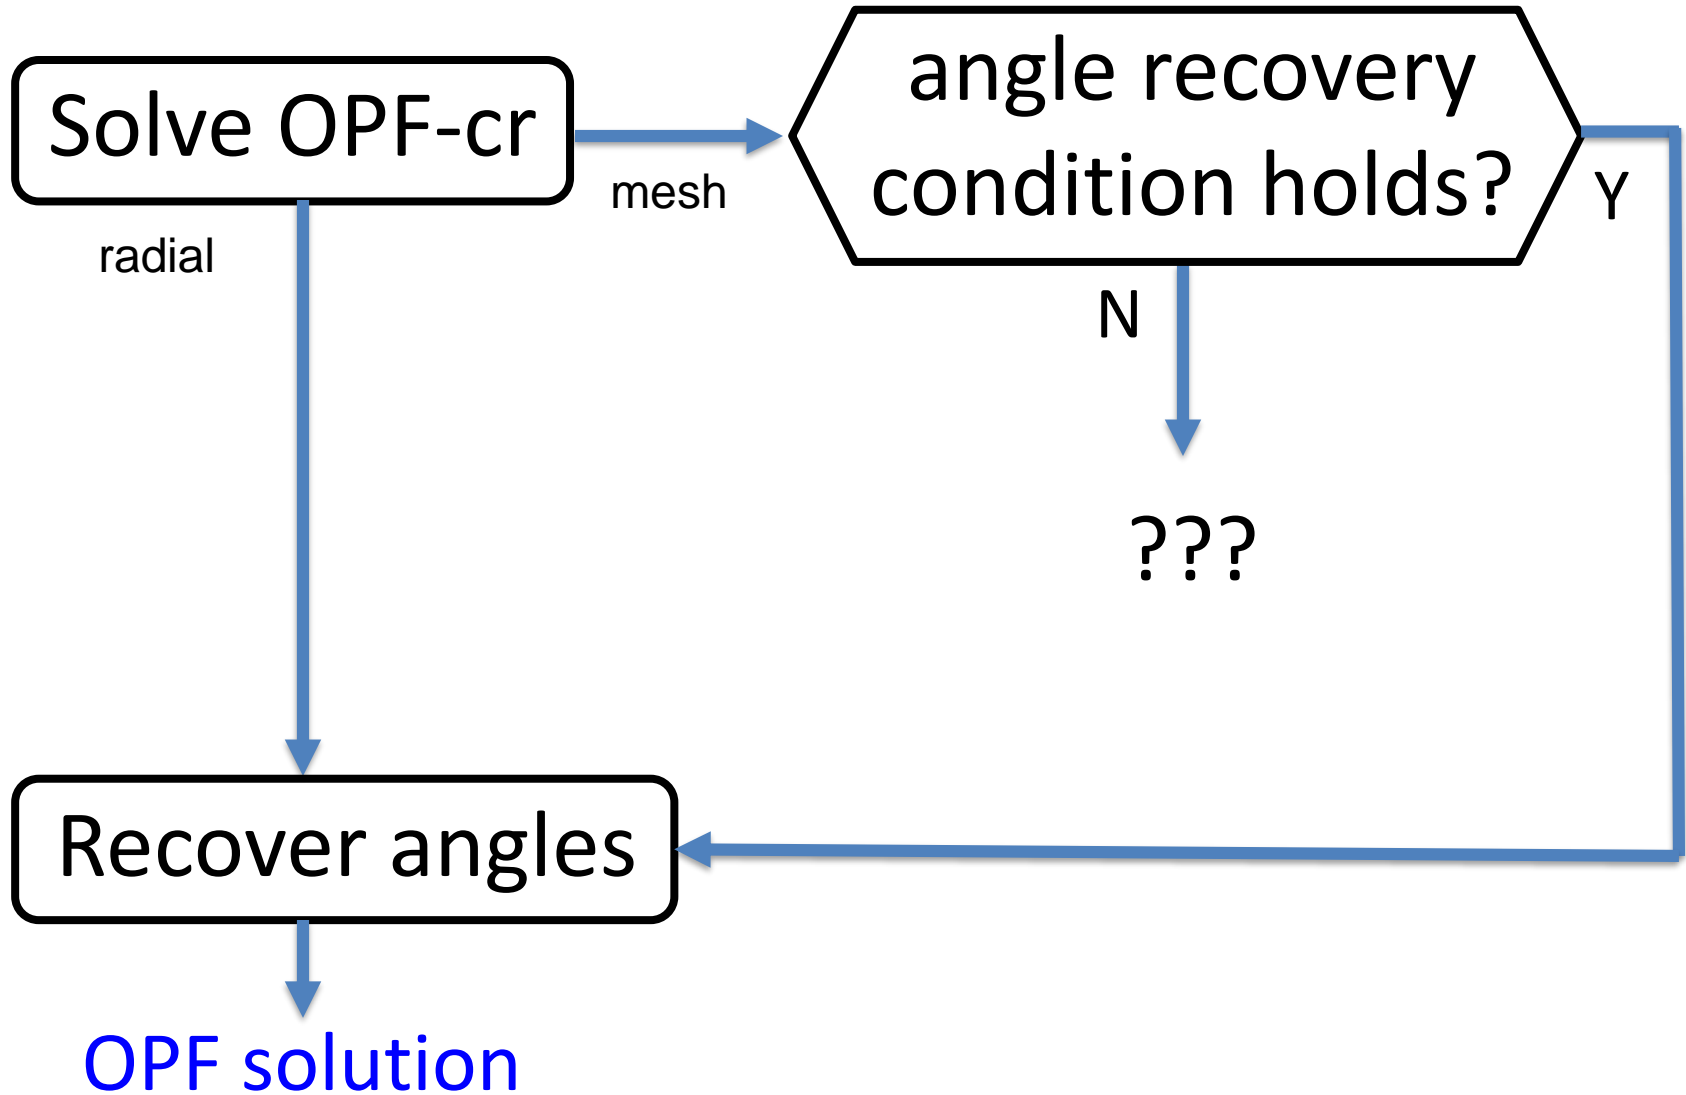 Solve OPF-cr
angle recovery
condition holds?
mesh
Y
radial
N
???
Recover angles
OPF solution